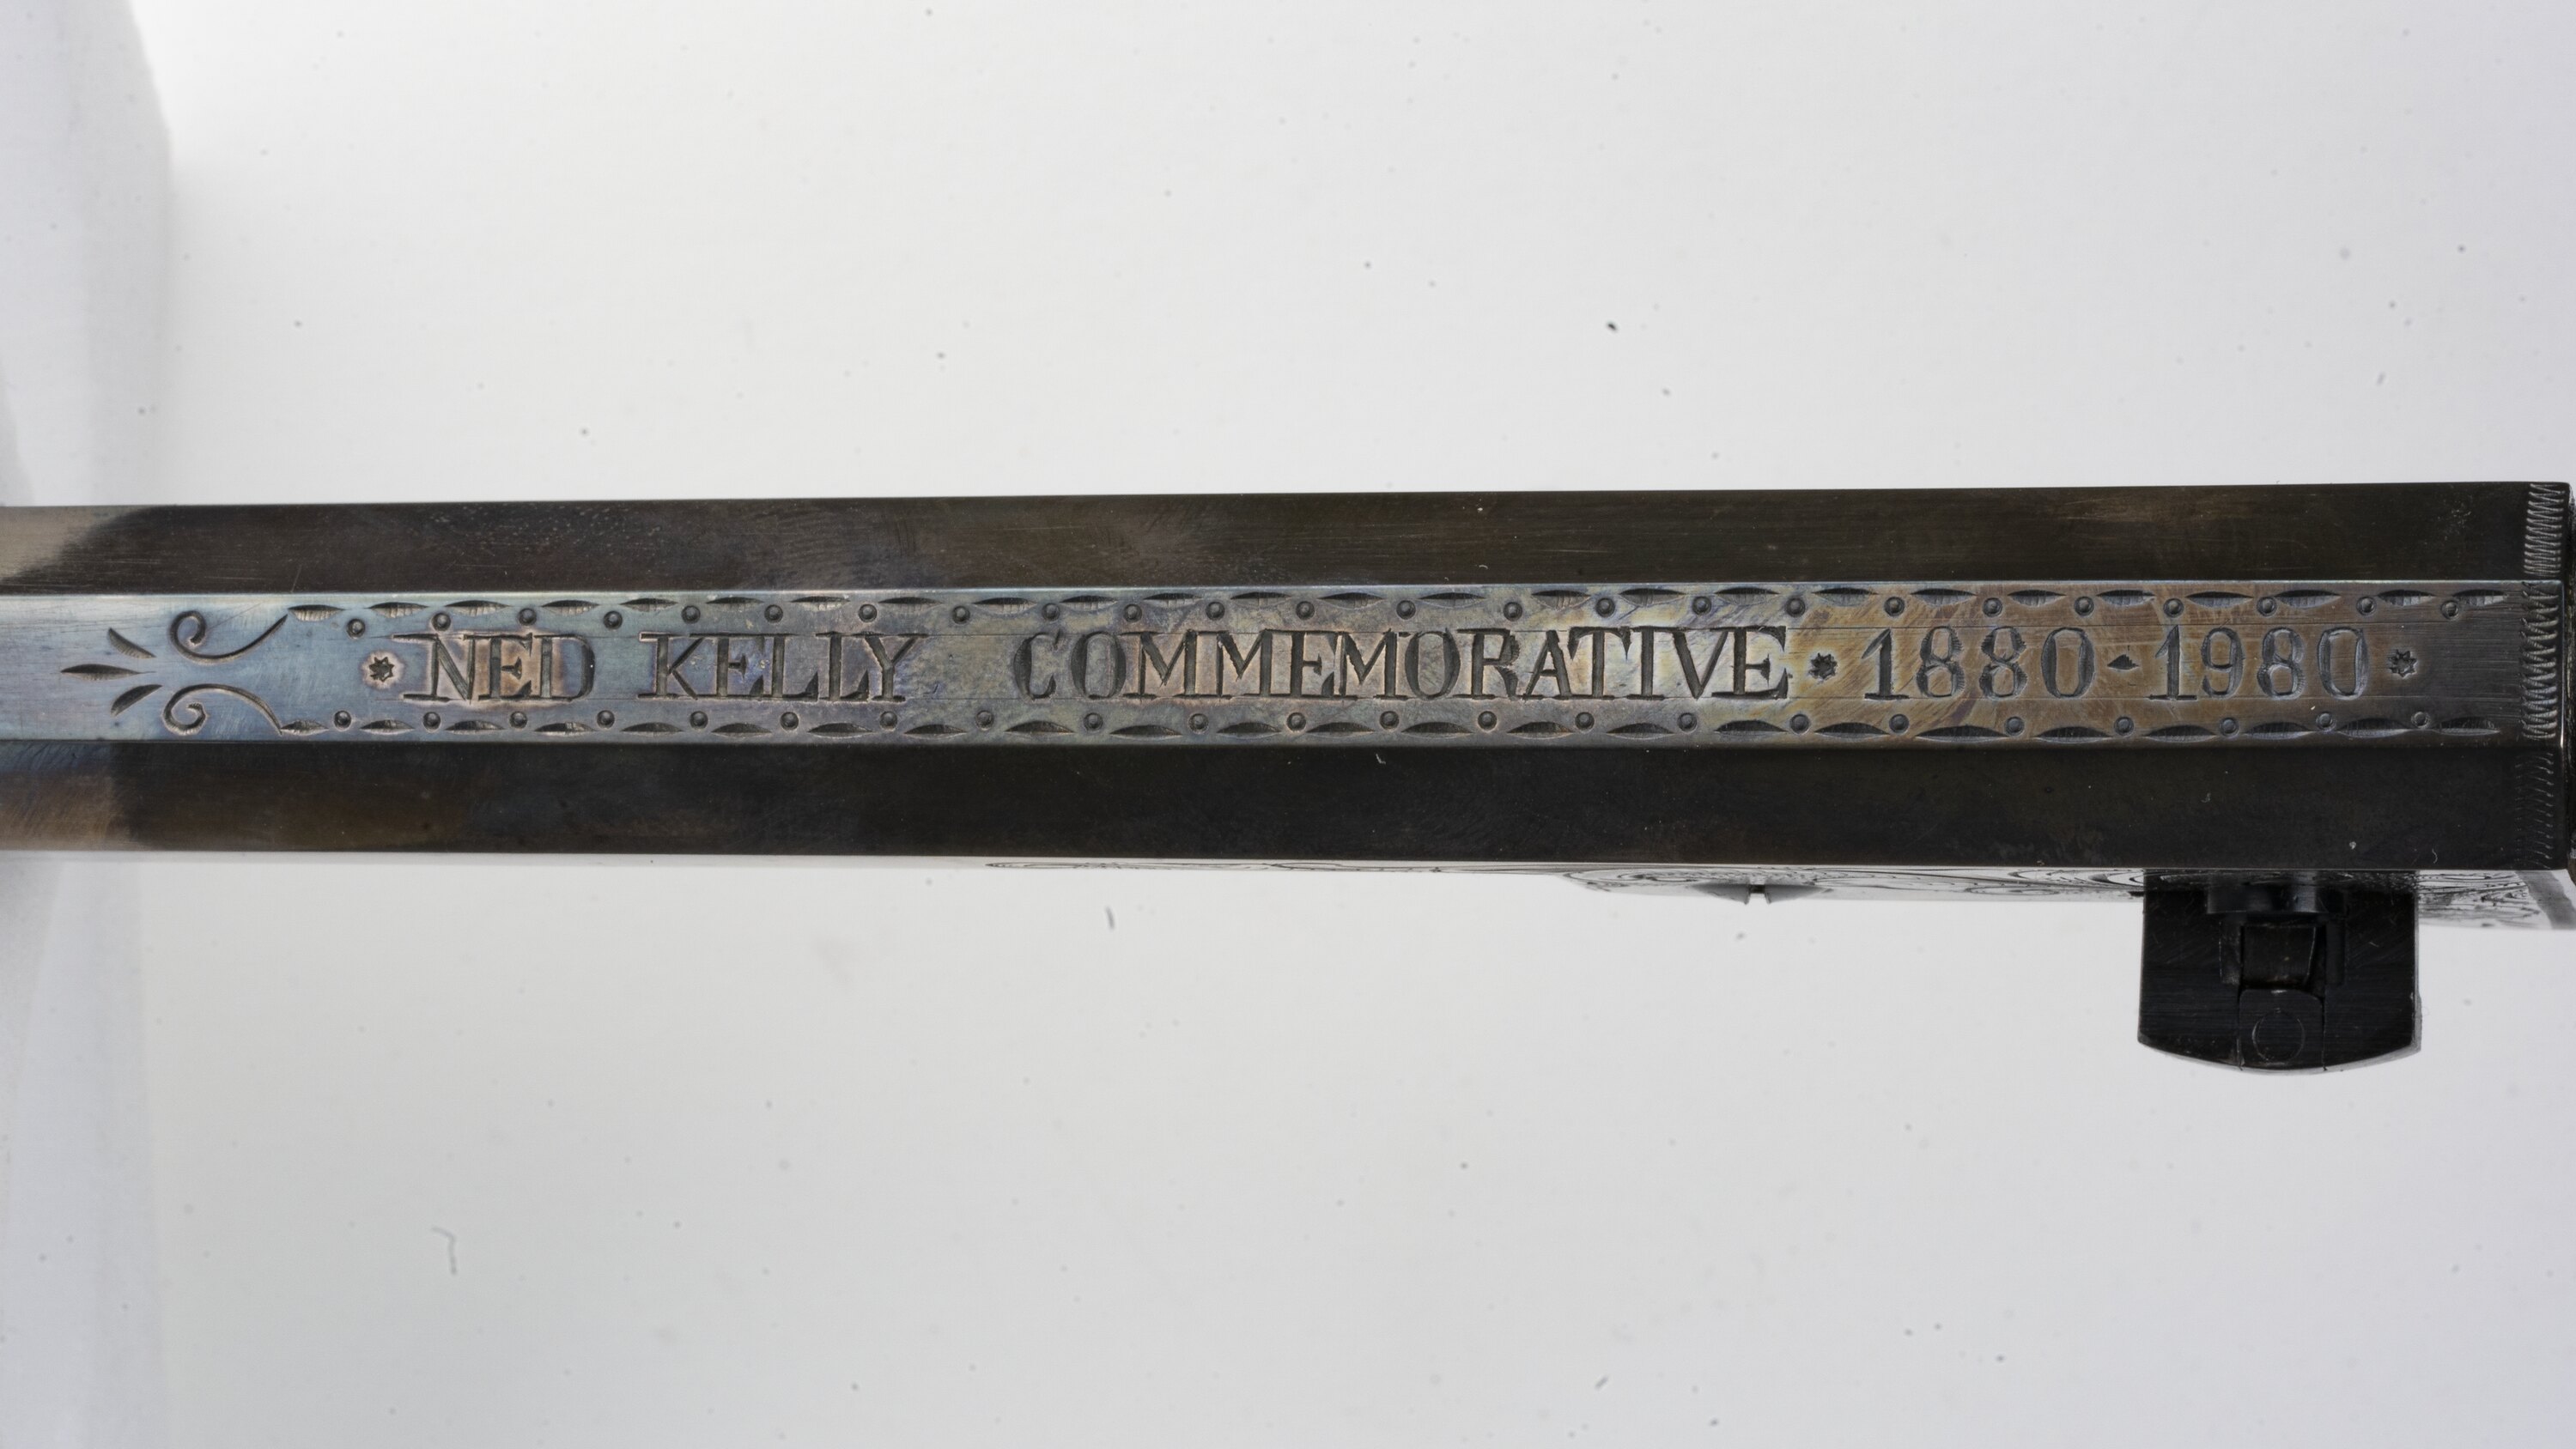 NED KELLY COMMEMORATIVE * 1880-1980 *